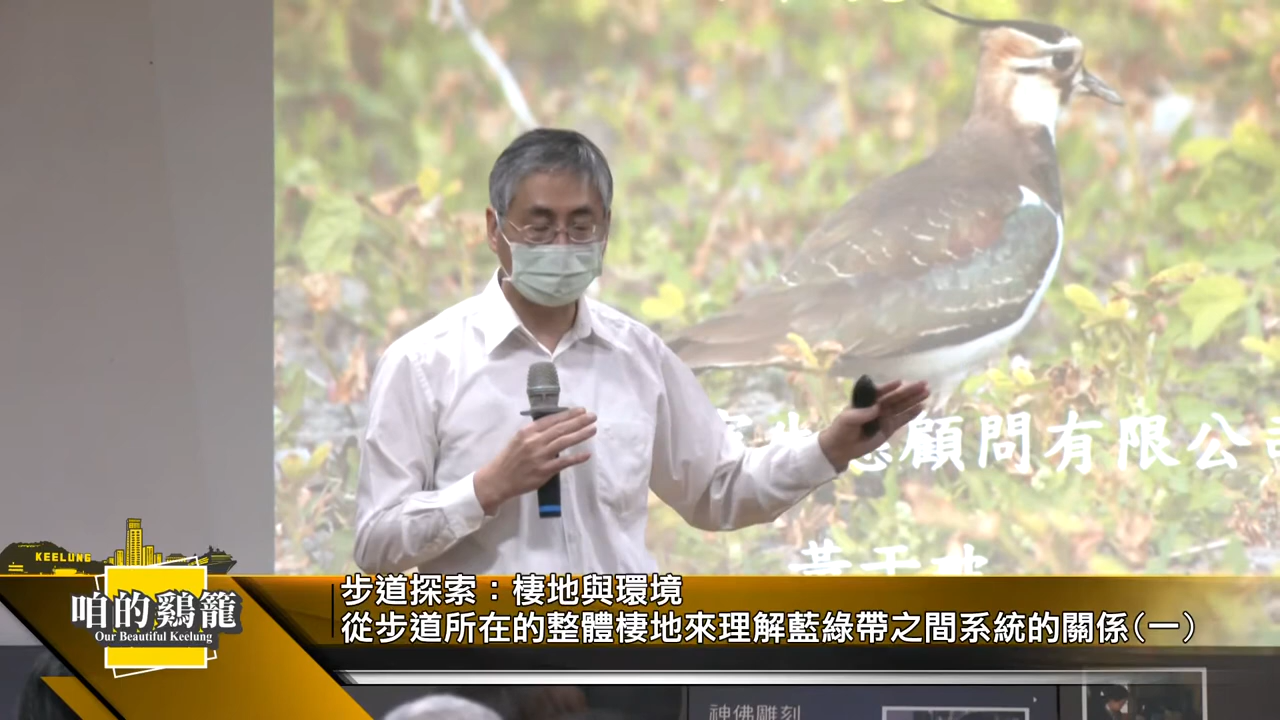 態顧問有限公司
KEELUNG
咱的鷄籠
Our Beautiful Keelung
步道探索：棲地與環境
從步道所在的整體棲地來理解藍綠帶之間系統的關係(一)
神佛雕刻